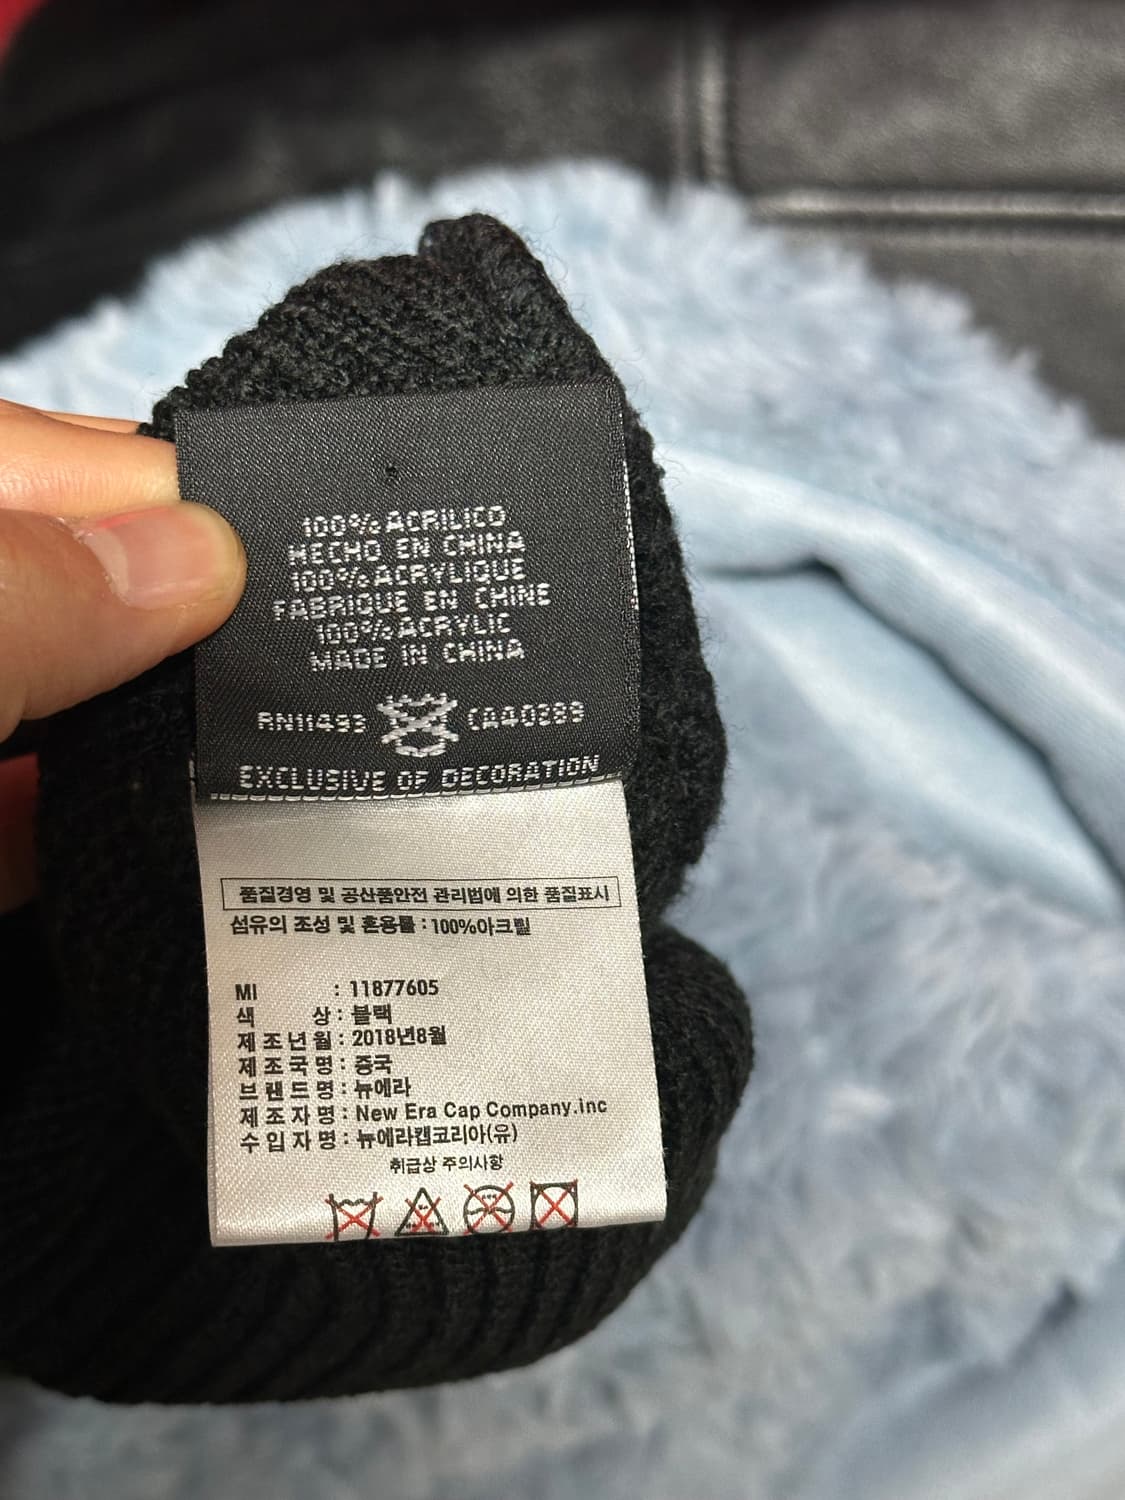 100% ACRILICO
HECHO EN CHINA
100% ACRYLIQUE
FABRIQUE EN CHINE
100% ACRYLIC
MADE IN CHINA
RN11493 CA40289
EXCLUSIVE OF DECORATION
품질경영 및 공산품안전 관리법에 의한 품질표시
섬유의 조성 및 혼용률 : 100%아크릴
MI : 11877605
색 상 : 블랙
제조년월 : 2018년8월
제조국명 : 중국
브랜드명 : 뉴에라
제조자명 : New Era Cap Company.inc
수입자명 : 뉴에라캡코리아(유)
취급상 주의사항